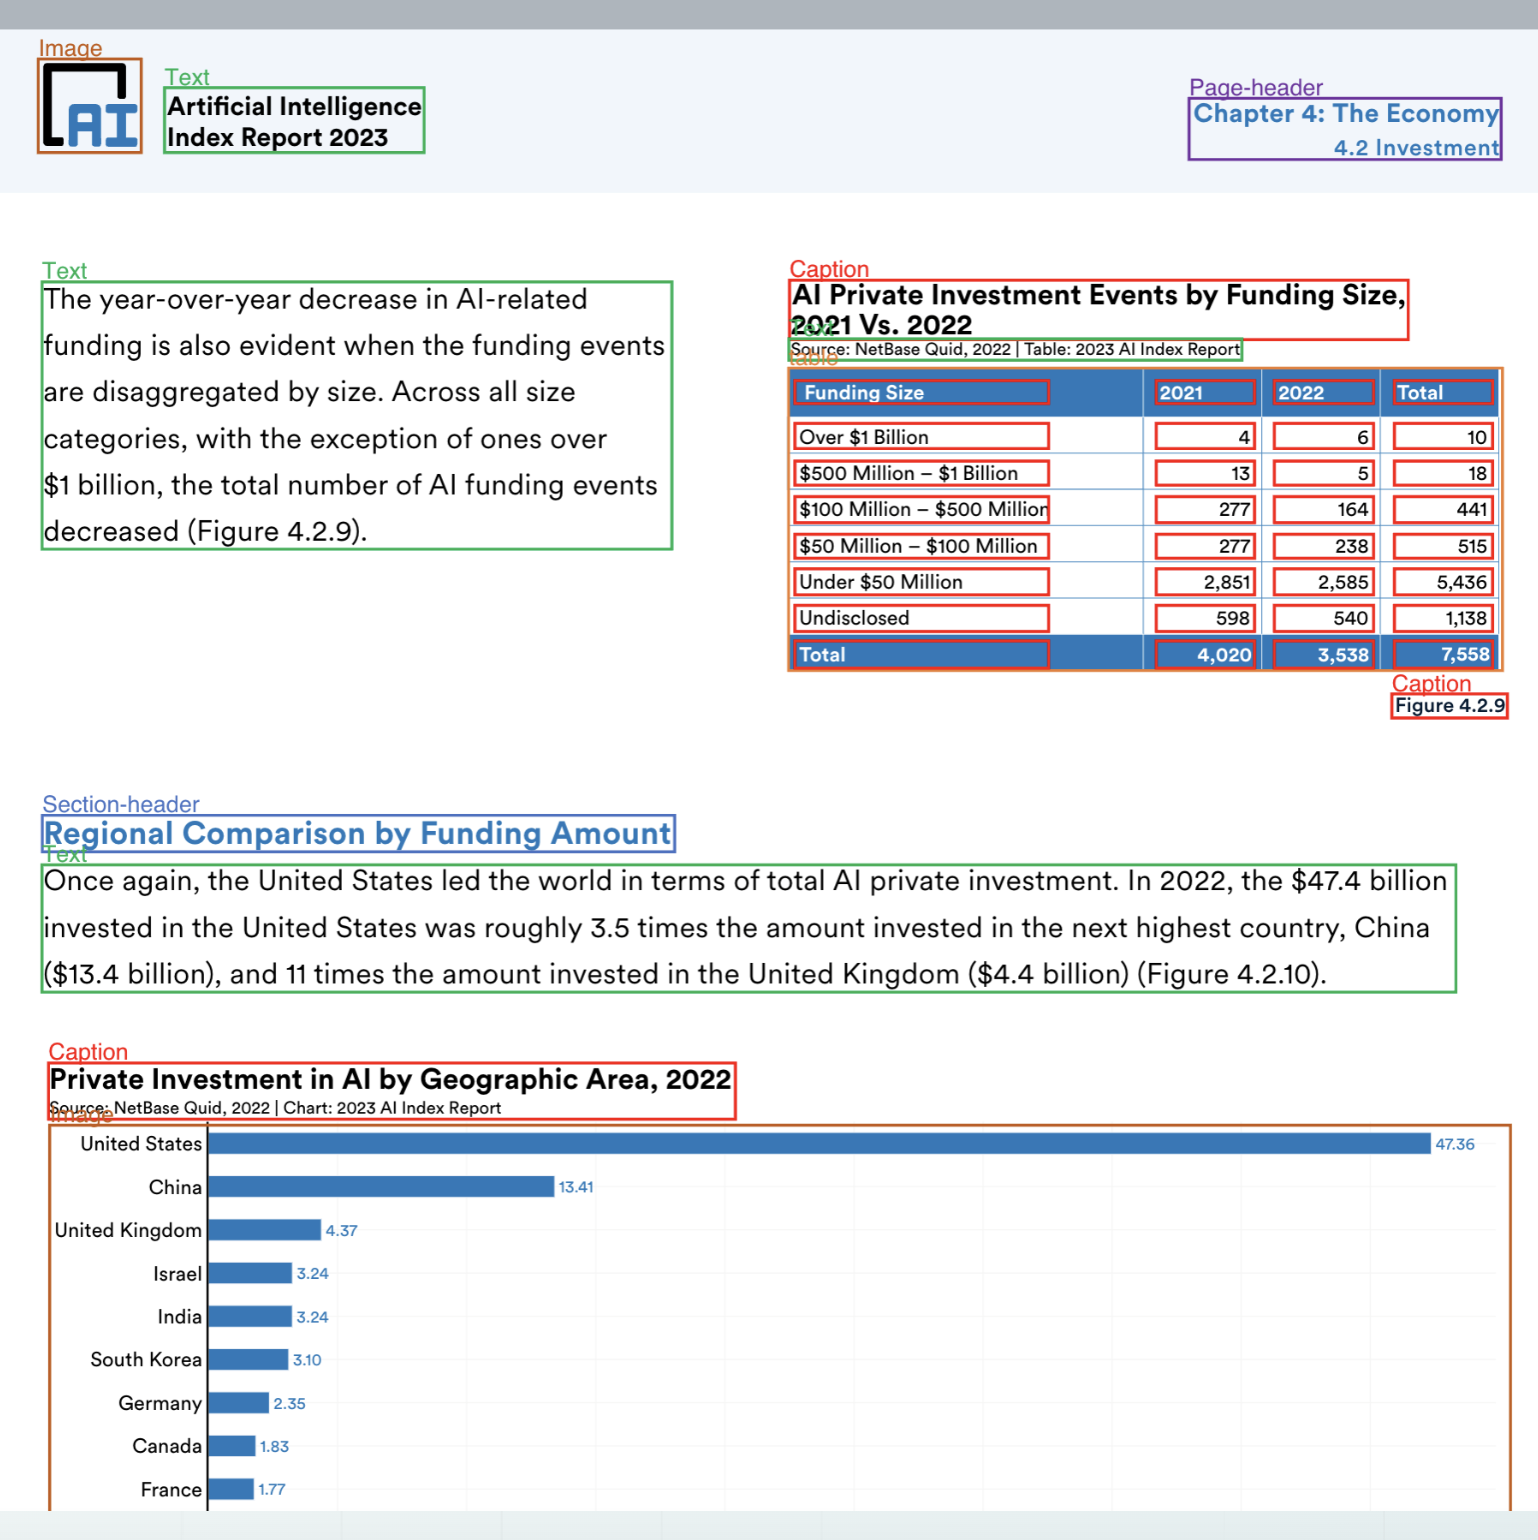 Image
AI
Text
Artificial Intelligence
Index Report 2023
Page-header
Chapter 4: The Economy
4.2 Investment
Text
The year-over-year decrease in AI-related
funding is also evident when the funding events
are disaggregated by size. Across all size
categories, with the exception of ones over
$1 billion, the total number of AI funding events
decreased (Figure 4.2.9).
Caption
AI Private Investment Events by Funding Size,
2021 Vs. 2022
Text
Source: NetBase Quid, 2022 | Table: 2023 AI Index Report
table
Funding Size 2021 2022 Total
Over $1 Billion 4 6 10
$500 Million – $1 Billion 13 5 18
$100 Million – $500 Million 277 164 441
$50 Million – $100 Million 277 238 515
Under $50 Million 2,851 2,585 5,436
Undisclosed 598 540 1,138
Total 4,020 3,538 7,558
Caption
Figure 4.2.9
Section-header
Regional Comparison by Funding Amount
Text
Once again, the United States led the world in terms of total AI private investment. In 2022, the $47.4 billion
invested in the United States was roughly 3.5 times the amount invested in the next highest country, China
($13.4 billion), and 11 times the amount invested in the United Kingdom ($4.4 billion) (Figure 4.2.10).
Caption
Private Investment in AI by Geographic Area, 2022
Source: NetBase Quid, 2022 | Chart: 2023 AI Index Report
Image
United States 47.36
China 13.41
United Kingdom 4.37
Israel 3.24
India 3.24
South Korea 3.10
Germany 2.35
Canada 1.83
France 1.77